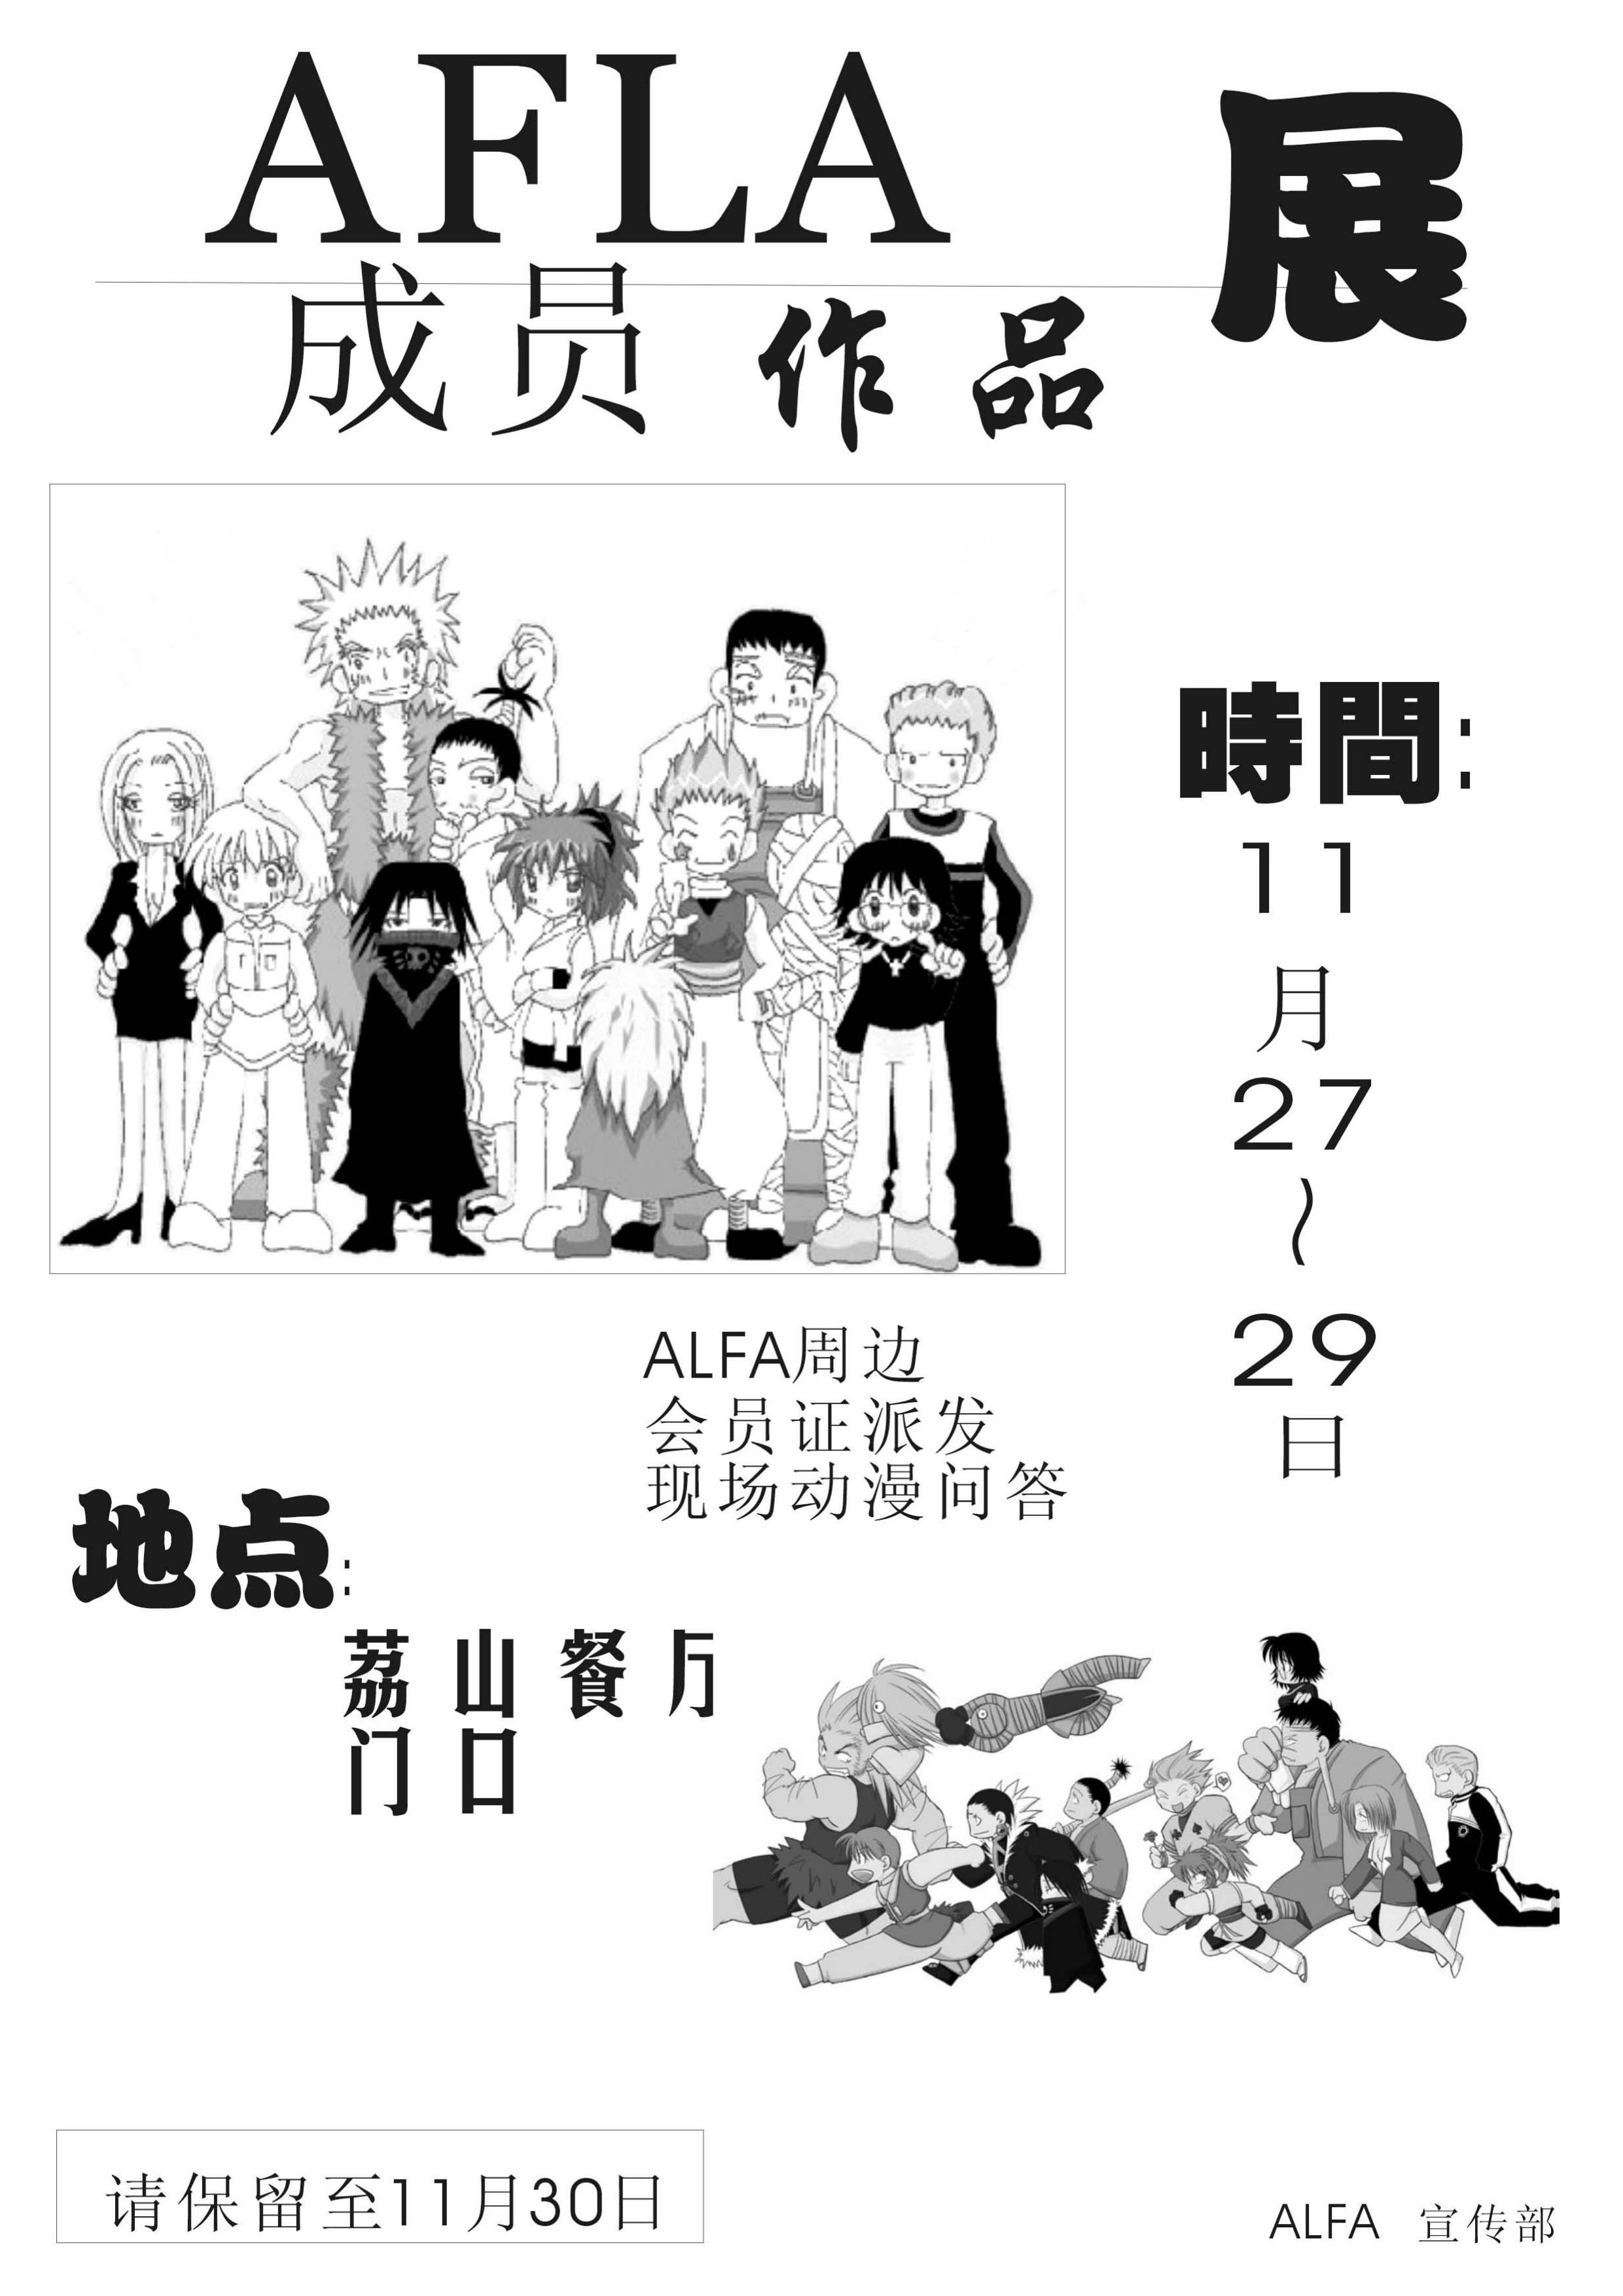 AFLA
成员作品展
時間:
11
月
27
~
29
日
ALFA周边
会员证派发
现场动漫问答
地点:
荔山餐厅
门口
请保留至11月30日
ALFA 宣传部